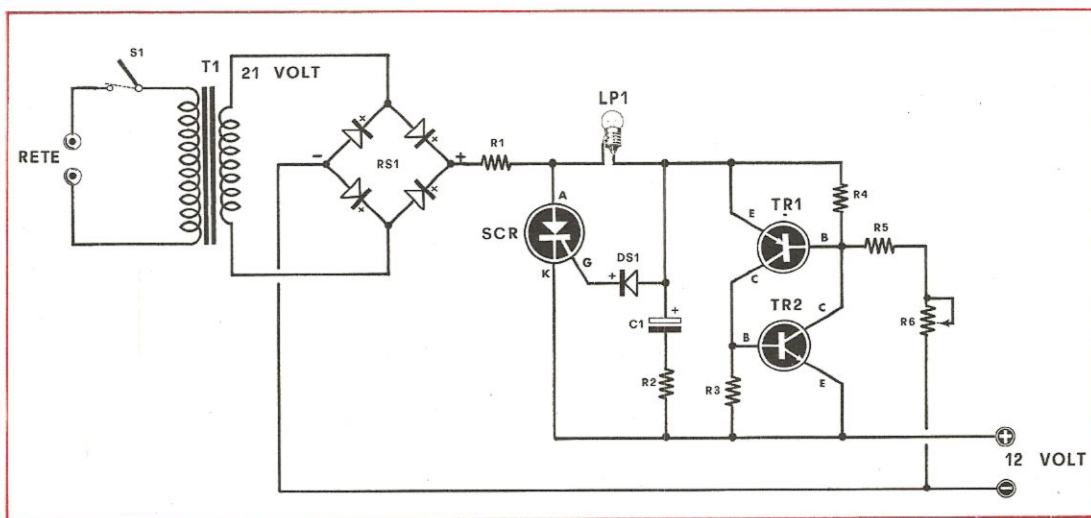 S1
T1
21 VOLT
RETE
-
RS1
+
R1
LP1
A
SCR
G
K
+
DS1
+
C1
R2
E
TR1
B
C
R4
R5
TR2
B
C
E
R3
R6
+
12 VOLT
-